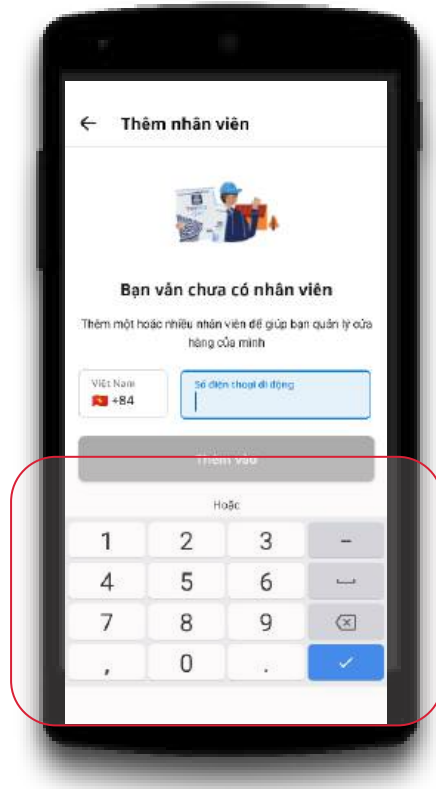 Thêm nhân viên
Bạn vẫn chưa có nhân viên
Thêm một hoặc nhiều nhân viên để giúp bạn quản lý cửa
hàng của mình
Việt Nam
Số điện thoại di động
+84
Thêm vào
Hoặc
1 2 3 -
4 5 6
7 8 9
, 0 .